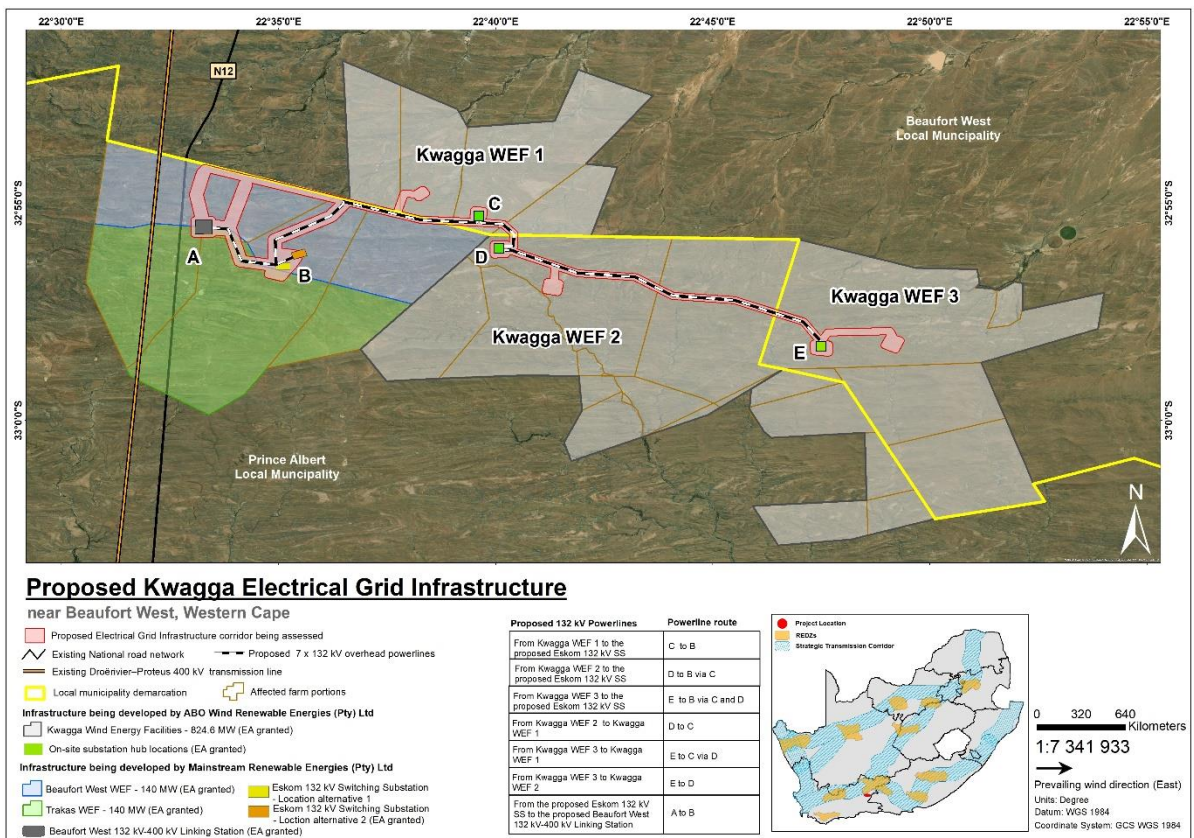 22°30'0"E 22°35'0"E 22°40'0"E 22°45'0"E 22°50'0"E 22°55'0"E
N12
Beaufort West
Local Muncipality
Kwagga WEF 1
32°55'0"S
32°55'0"S
C
A
D
B
Kwagga WEF 3
Kwagga WEF 2
E
33°0'0"S
33°0'0"S
Prince Albert
Local Muncipality
N
Proposed Kwagga Electrical Grid Infrastructure
near Beaufort West, Western Cape
Proposed Electrical Grid Infrastructure corridor being assessed
Existing National road network
Proposed 7 x 132 kV overhead powerlines
Existing Droërivier–Proteus 400 kV transmission line
Local municipality demarcation
Affected farm portions
Infrastructure being developed by ABO Wind Renewable Energies (Pty) Ltd
Kwagga Wind Energy Facilities - 824.6 MW (EA granted)
On-site substation hub locations (EA granted)
Infrastructure being developed by Mainstream Renewable Energies (Pty) Ltd
Beaufort West WEF - 140 MW (EA granted)
Trakas WEF - 140 MW (EA granted)
Beaufort West 132 kV-400 kV Linking Station (EA granted)
Eskom 132 kV Switching Substation
- Location alternative 1
Eskom 132 kV Switching Substation
- Loction alternative 2 (EA granted)
Proposed 132 kV Powerlines Powerline route
From Kwagga WEF 1 to the
proposed Eskom 132 kV SS
C to B
From Kwagga WEF 2 to the
proposed Eskom 132 kV SS
D to B via C
From Kwagga WEF 3 to the
proposed Eskom 132 kV SS
E to B via C and D
From Kwagga WEF 2 to Kwagga
WEF 1
D to C
From Kwagga WEF 3 to Kwagga
WEF 1
E to C via D
From Kwagga WEF 3 to Kwagga
WEF 2
E to D
From the proposed Eskom 132 kV
SS to the proposed Beaufort West
132 kV-400 kV Linking Station
A to B
Project Location
REDZs
Strategic Transmission Corridor
0 320 640
Kilometers
1:7 341 933
Prevailing wind direction (East)
Units: Degree
Datum: WGS 1984
Coordinate System: GCS WGS 1984